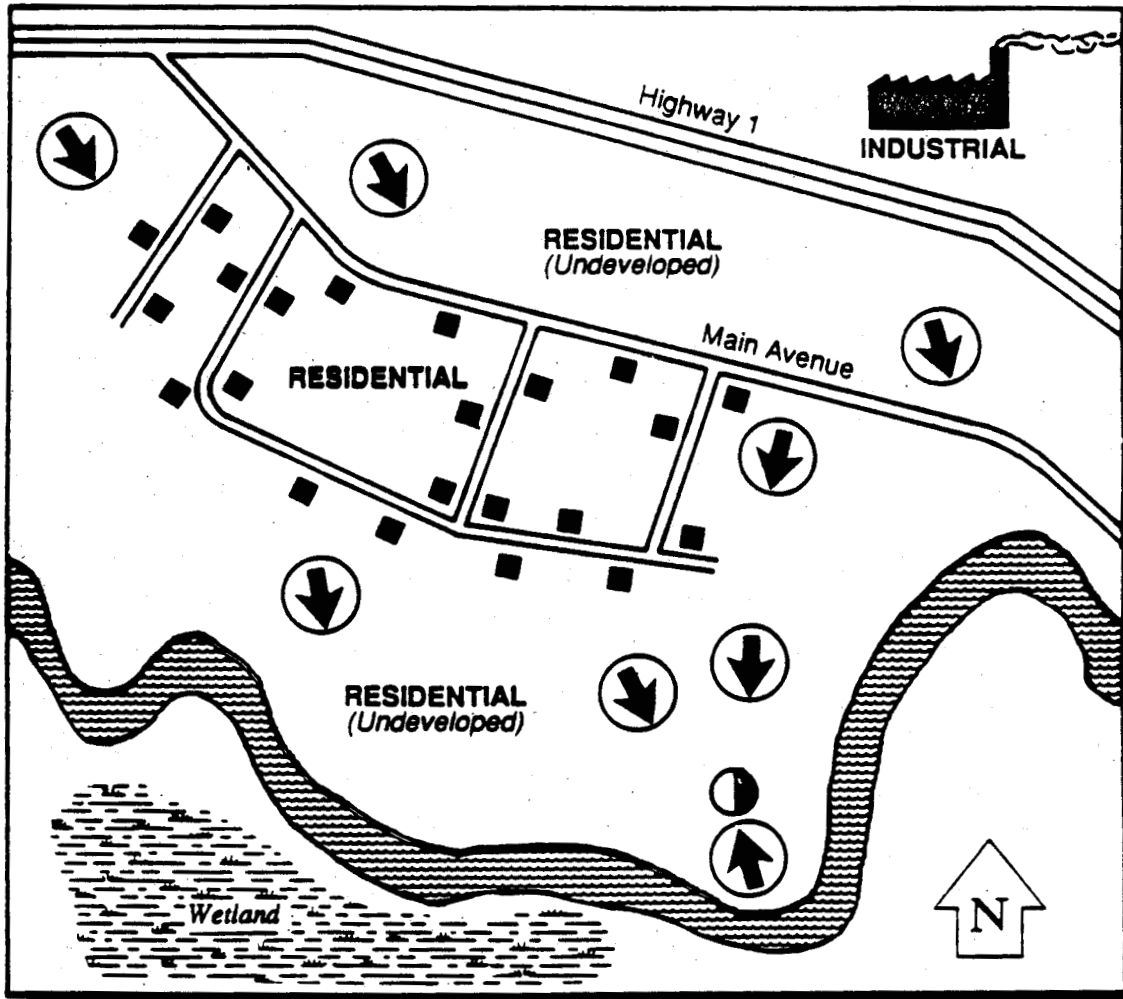 Highway 1
INDUSTRIAL
RESIDENTIAL
(Undeveloped)
Main Avenue
RESIDENTIAL
RESIDENTIAL
(Undeveloped)
Wetland
N